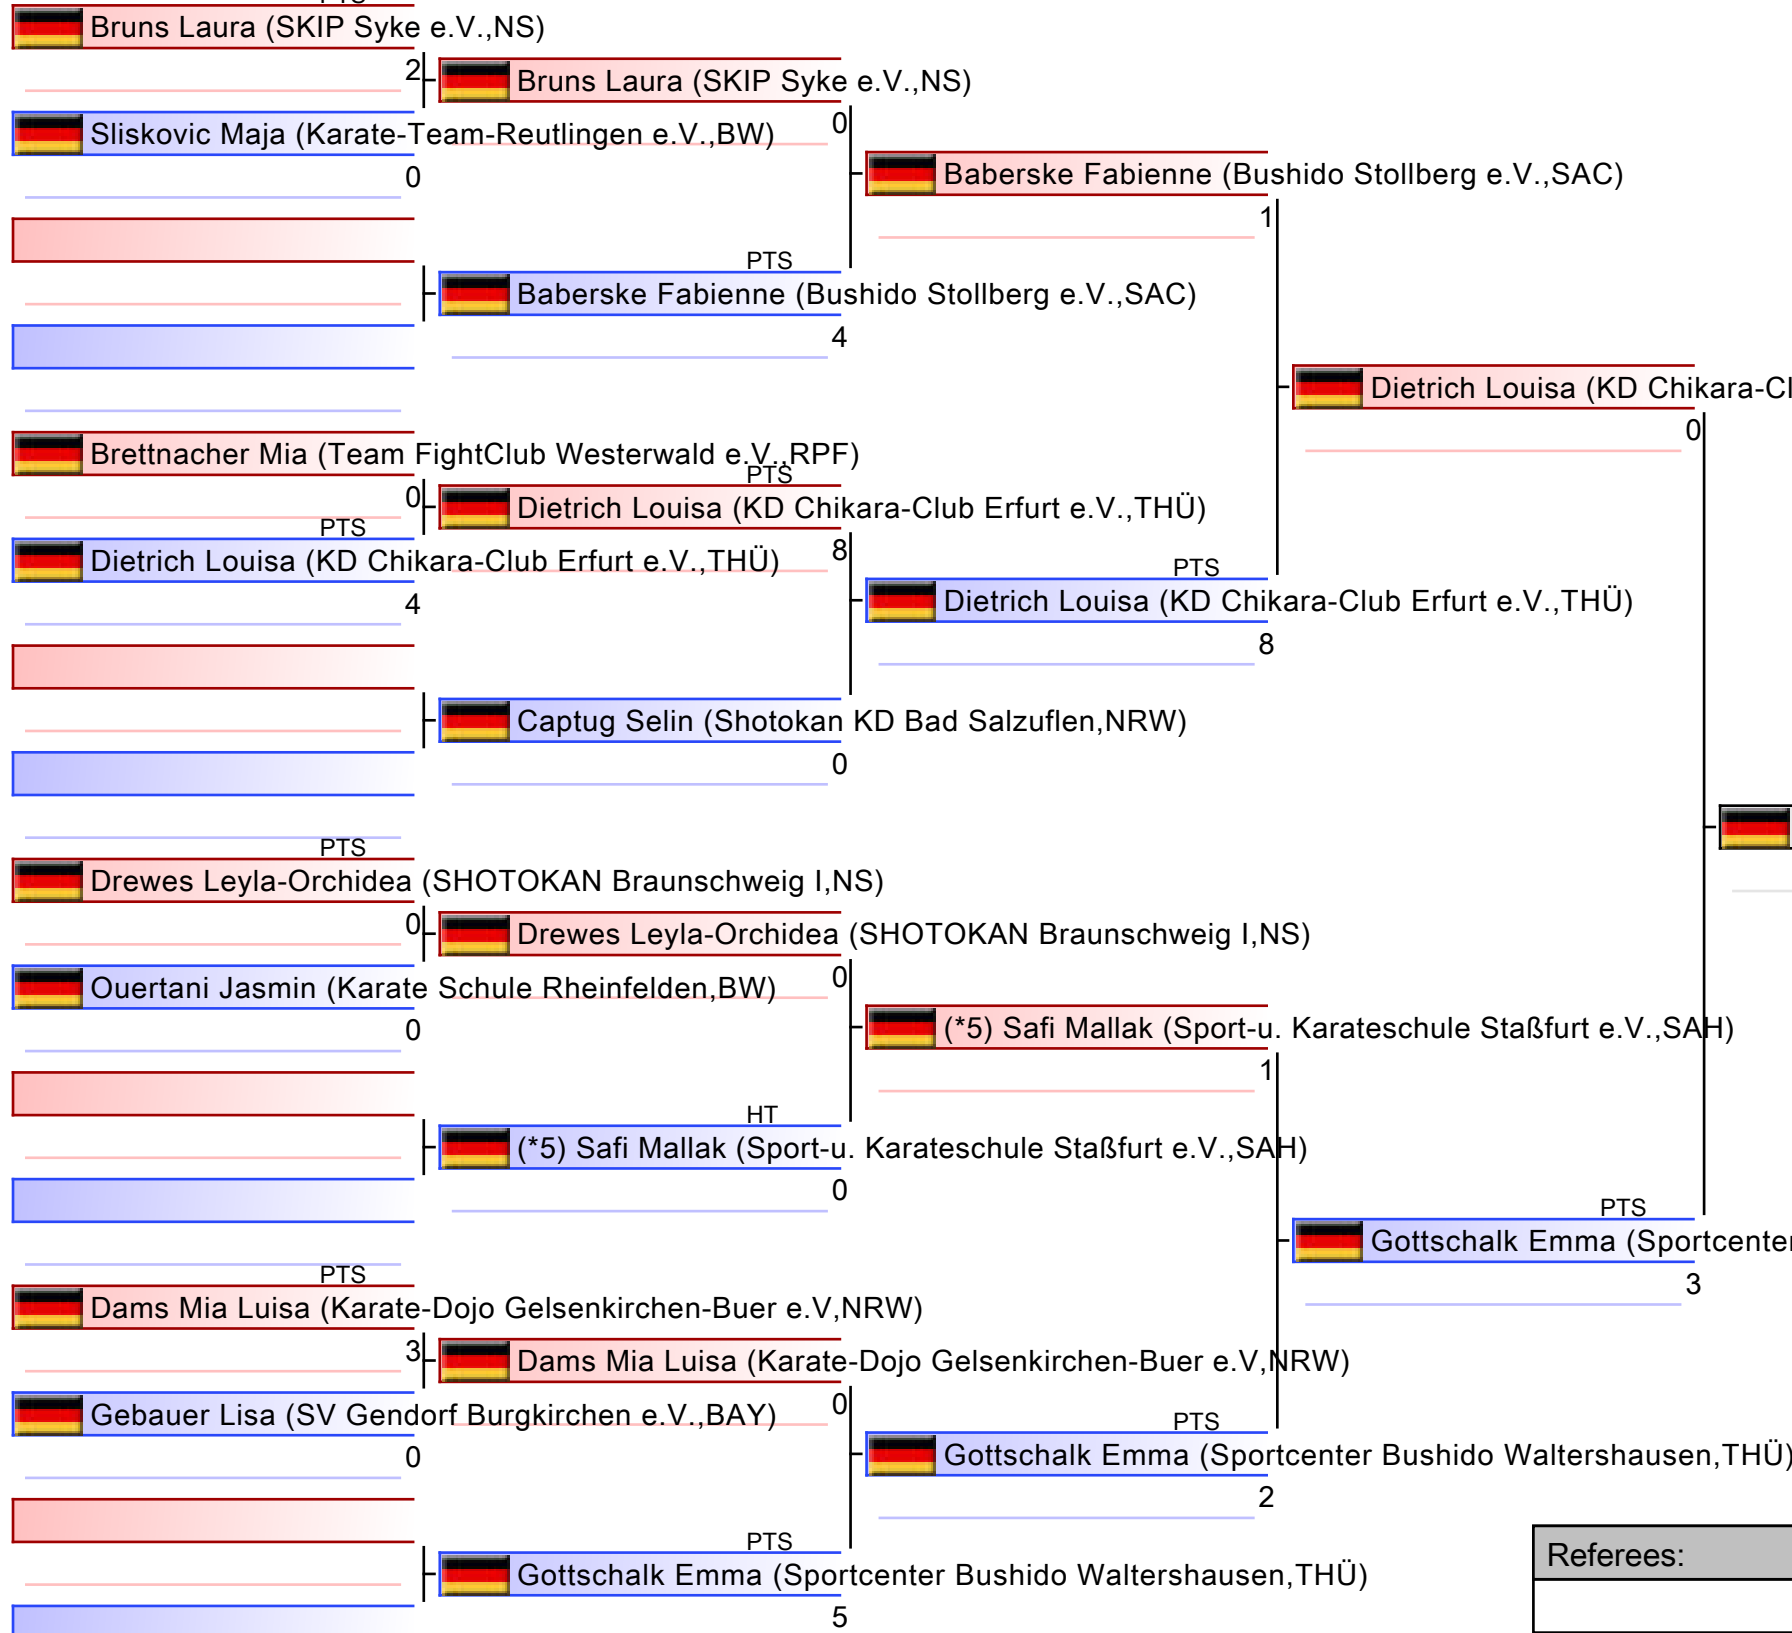 PTS
Bruns Laura (SKIP Syke e.V.,NS)
2
Sliskovic Maja (Karate-Team-Reutlingen e.V.,BW)
0
Brettnacher Mia (Team FightClub Westerwald e.V.,RPF)
0
PTS
Dietrich Louisa (KD Chikara-Club Erfurt e.V.,THÜ)
4
PTS
Drewes Leyla-Orchidea (SHOTOKAN Braunschweig I,NS)
0
Ouertani Jasmin (Karate Schule Rheinfelden,BW)
0
PTS
Dams Mia Luisa (Karate-Dojo Gelsenkirchen-Buer e.V,NRW)
3
Gebauer Lisa (SV Gendorf Burgkirchen e.V.,BAY)
0
Bruns Laura (SKIP Syke e.V.,NS)
0
PTS
Baberske Fabienne (Bushido Stollberg e.V.,SAC)
4
PTS
Dietrich Louisa (KD Chikara-Club Erfurt e.V.,THÜ)
8
Captug Selin (Shotokan KD Bad Salzuflen,NRW)
0
Drewes Leyla-Orchidea (SHOTOKAN Braunschweig I,NS)
0
HT
(*5) Safi Mallak (Sport-u. Karateschule Staßfurt e.V.,SAH)
0
Dams Mia Luisa (Karate-Dojo Gelsenkirchen-Buer e.V,NRW)
0
PTS
Gottschalk Emma (Sportcenter Bushido Waltershausen,THÜ)
5
Baberske Fabienne (Bushido Stollberg e.V.,SAC)
1
PTS
Dietrich Louisa (KD Chikara-Club Erfurt e.V.,THÜ)
8
(*5) Safi Mallak (Sport-u. Karateschule Staßfurt e.V.,SAH)
1
PTS
Gottschalk Emma (Sportcenter Bushido Waltershausen,THÜ)
2
Dietrich Louisa (KD Chikara-Cl
0
PTS
Gottschalk Emma (Sportcenter
3
Referees: